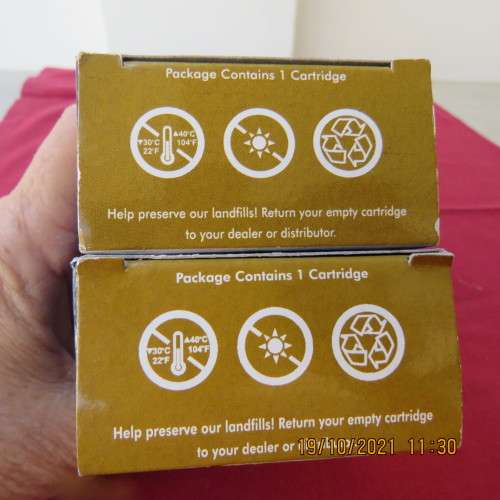 Package Contains 1 Cartridge
▲40°C
▼30°C 104°F
22°F
Help preserve our landfills! Return your empty cartridge
to your dealer or distributor.
Package Contains 1 Cartridge
▲40°C
▼30°C 104°F
22°F
Help preserve our landfills! Return your empty cartridge
to your dealer or
19/10/2021 11:30